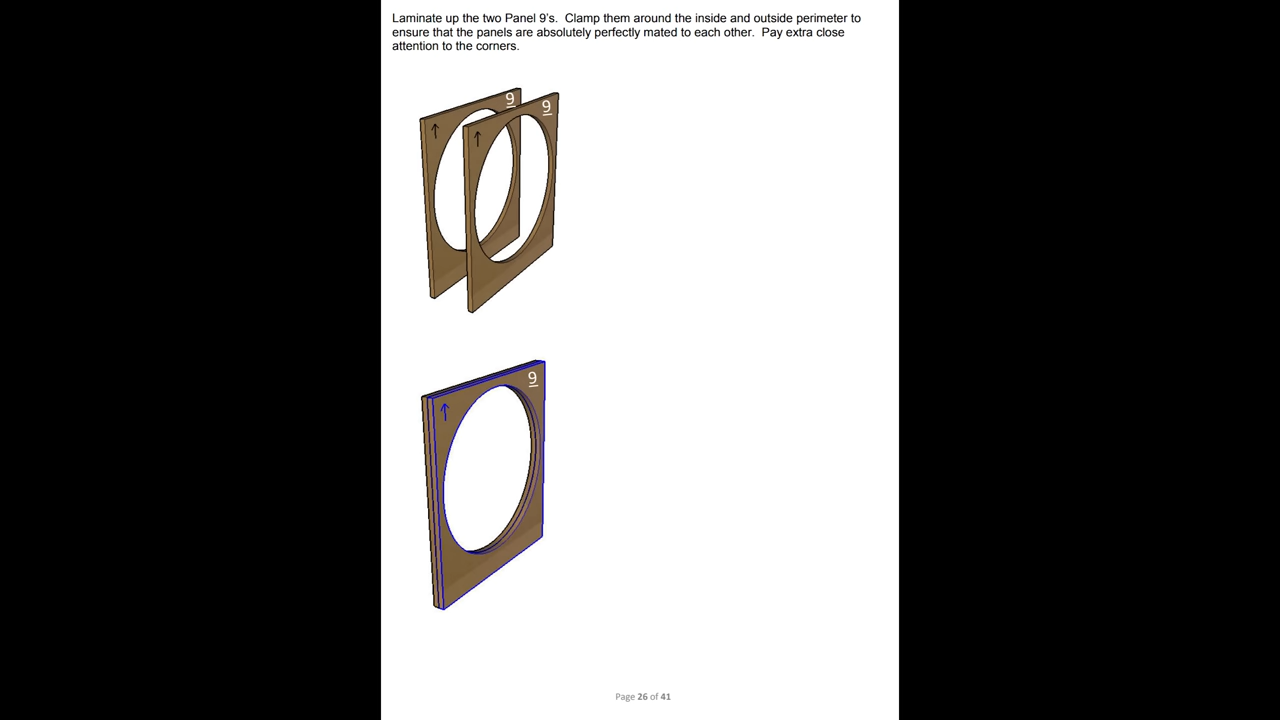 Laminate up the two Panel 9's.  Clamp them around the inside and outside perimeter to
ensure that the panels are absolutely perfectly mated to each other.  Pay extra close
attention to the corners.
9
9
9
Page 26 of 41